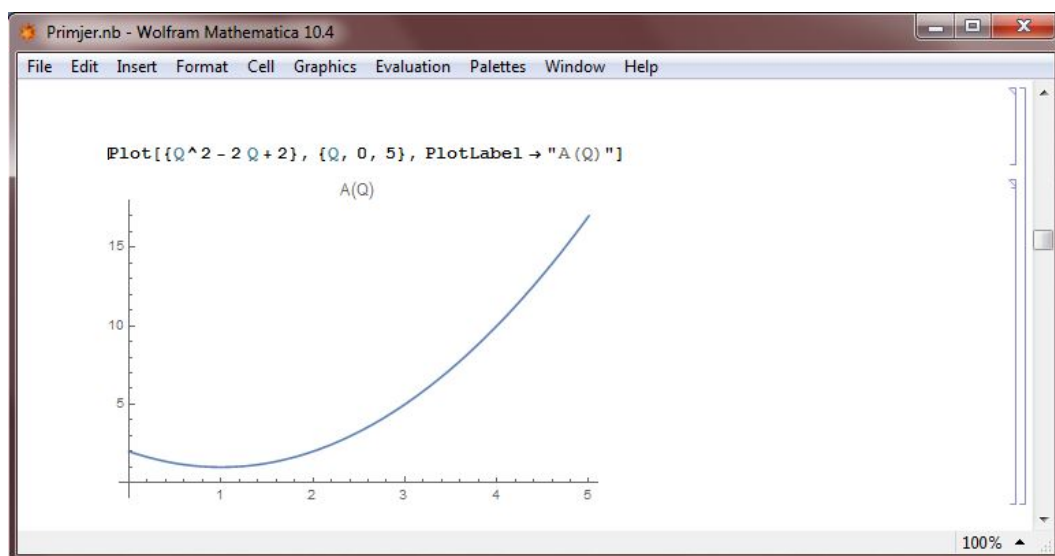 Primjer.nb - Wolfram Mathematica 10.4
File Edit Insert Format Cell Graphics Evaluation Palettes Window Help
Plot[{Q^2 - 2 Q + 2}, {Q, 0, 5}, PlotLabel → "A(Q)"]
A(Q)
15
10
5
1 2 3 4 5
100%